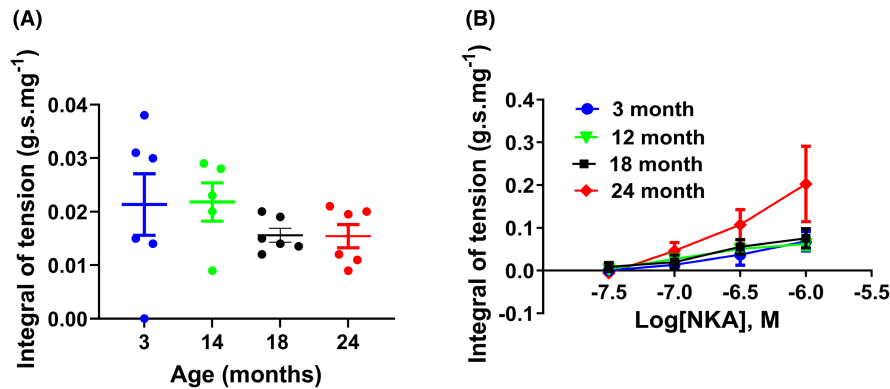 (A)
Integral of tension (g.s.mg-1)
0.04
0.03
0.02
0.01
0.00
3
14
18
24
Age (months)
(B)
Integral of tension (g.s.mg-1)
0.4
0.3
0.2
0.1
0.0
-0.1
3 month
12 month
18 month
24 month
-7.5
-7.0
-6.5
-6.0
-5.5
Log[NKA], M